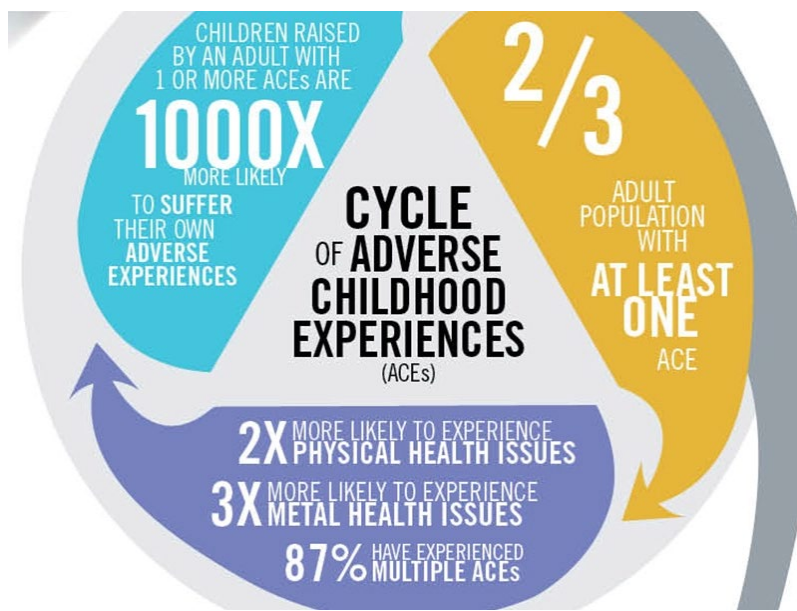 CHILDREN RAISED
BY AN ADULT WITH
1 OR MORE ACEs ARE
1000X
MORE LIKELY
TO SUFFER
THEIR OWN
ADVERSE
EXPERIENCES
2/3
ADULT
POPULATION
WITH
AT LEAST
ONE
ACE
CYCLE
OF ADVERSE
CHILDHOOD
EXPERIENCES
(ACEs)
2X MORE LIKELY TO EXPERIENCE
PHYSICAL HEALTH ISSUES
3X MORE LIKELY TO EXPERIENCE
METAL HEALTH ISSUES
87% HAVE EXPERIENCED
MULTIPLE ACEs